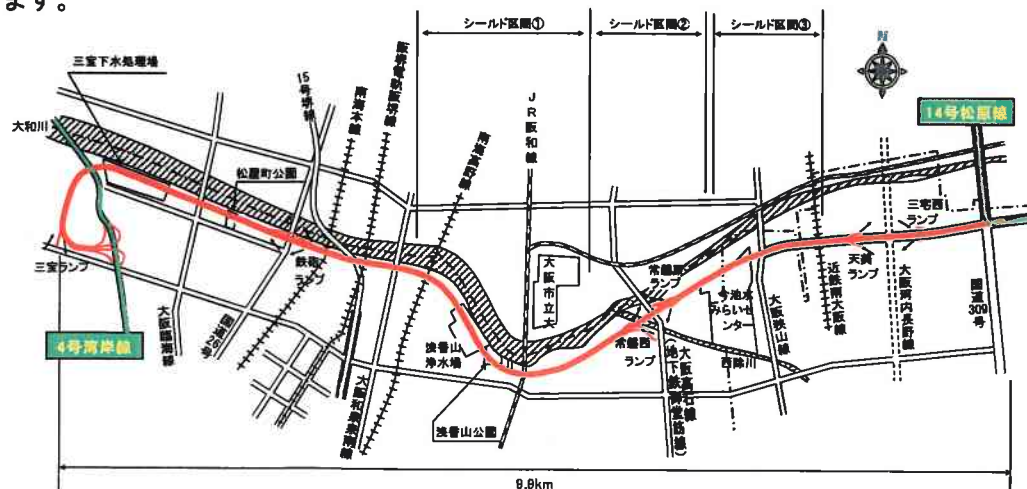 ます。
シールド区間①
シールド区間②
シールド区間③
N
三宝下水処理場
15号堺線
南海本線
阪堺電軌阪堺線
南海高野線
JR阪和線
14号松原線
大和川
松屋町公園
三宅西
ランプ
大阪市立大
常磐東
ランプ
天美
ランプ
三宝ランプ
鉄砲
ランプ
今池水
みらいセ
ンター
近鉄南大阪線
大阪河内長野線
国道
309
号
4号湾岸線
大阪臨海線
国道26号
浅香山
浄水場
常磐西
ランプ
大阪狭山線
西除川
大阪和泉泉南線
大阪高石線
(地下鉄御堂筋線)
浅香山公園
9.9km